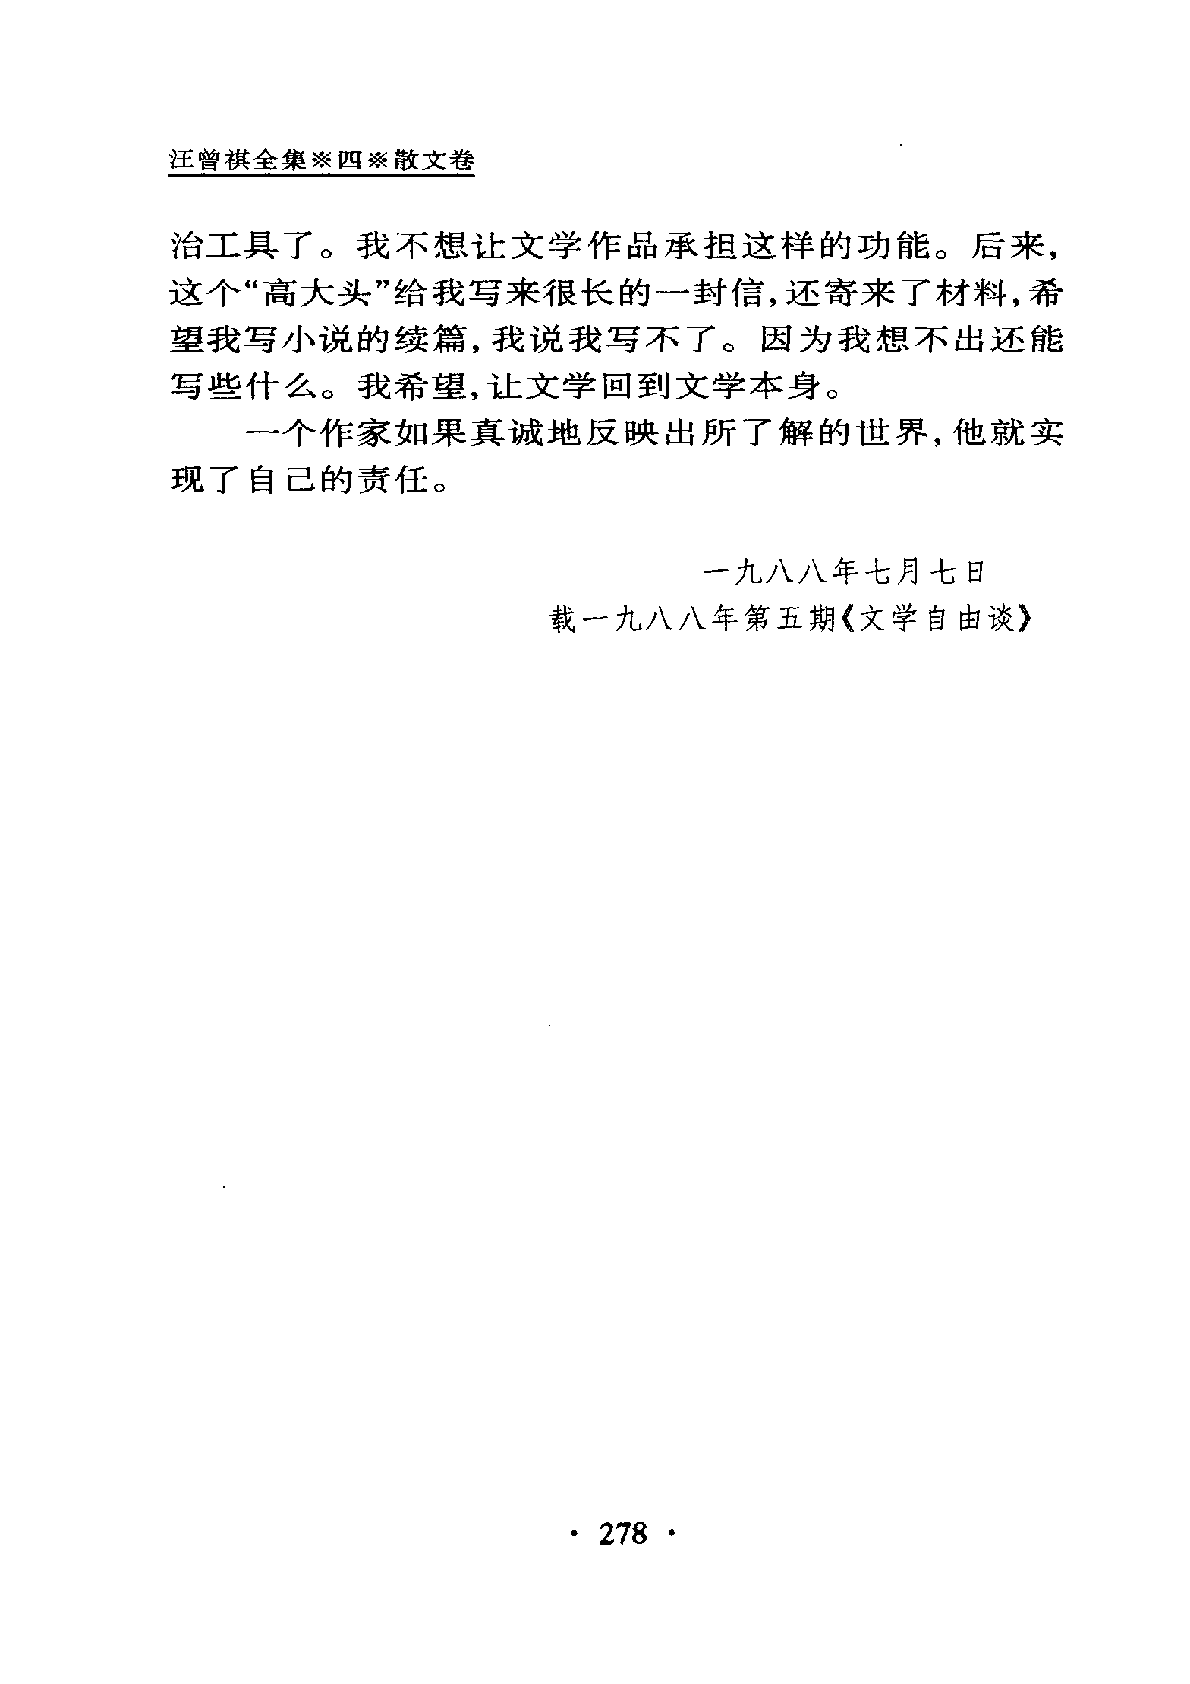 汪曾祺全集※四※散文卷
治工具了。我不想让文学作品承担这样的功能。后来,
这个“高大头”给我写来很长的一封信,还寄来了材料,希
望我写小说的续篇,我说我写不了。因为我想不出还能
写些什么。我希望,让文学回到文学本身。
一个作家如果真诚地反映出所了解的世界,他就实
现了自己的责任。
一九八八年七月七日
载一九八八年第五期《文学自由谈》
· 278 ·